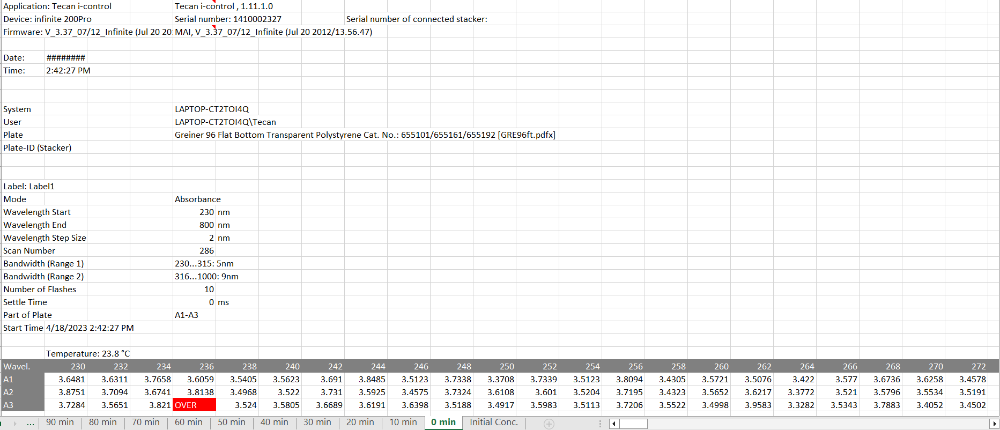 Application: Tecan i-control Tecan i-control , 1.11.1.0
Device: infinite 200Pro Serial number: 1410002327 Serial number of connected stacker:
Firmware: V_3.37_07/12_Infinite (Jul 20 20 MAI, V_3.37_07/12_Infinite (Jul 20 2012/13.56.47)
Date: ########
Time: 2:42:27 PM
System LAPTOP-CT2TOI4Q
User LAPTOP-CT2TOI4Q\Tecan
Plate Greiner 96 Flat Bottom Transparent Polystyrene Cat. No.: 655101/655161/655192 [GRE96ft.pdfx]
Plate-ID (Stacker)
Label: Label1
Mode Absorbance
Wavelength Start 230 nm
Wavelength End 800 nm
Wavelength Step Size 2 nm
Scan Number 286
Bandwidth (Range 1) 230...315: 5nm
Bandwidth (Range 2) 316...1000: 9nm
Number of Flashes 10
Settle Time 0 ms
Part of Plate A1-A3
Start Time 4/18/2023 2:42:27 PM
Temperature: 23.8 °C
Wavel. 230 232 234 236 238 240 242 244 246 248 250 252 254 256 258 260 262 264 266 268 270 272
A1 3.6481 3.6311 3.7658 3.6059 3.5405 3.5623 3.691 3.8485 3.5123 3.7338 3.3708 3.7339 3.5123 3.8094 3.4305 3.5721 3.5076 3.422 3.577 3.6736 3.6258 3.4578
A2 3.8751 3.7094 3.6741 3.8138 3.4968 3.522 3.731 3.5925 3.4575 3.7324 3.6108 3.601 3.5204 3.7195 3.4323 3.5652 3.6217 3.3772 3.521 3.5796 3.5534 3.5191
A3 3.7284 3.5651 3.821 OVER 3.524 3.5805 3.6689 3.6191 3.6398 3.5188 3.4917 3.5983 3.5113 3.7206 3.5522 3.4998 3.9583 3.3282 3.5343 3.7883 3.4052 3.4502
... 90 min 80 min 70 min 60 min 50 min 40 min 30 min 20 min 10 min 0 min Initial Conc.